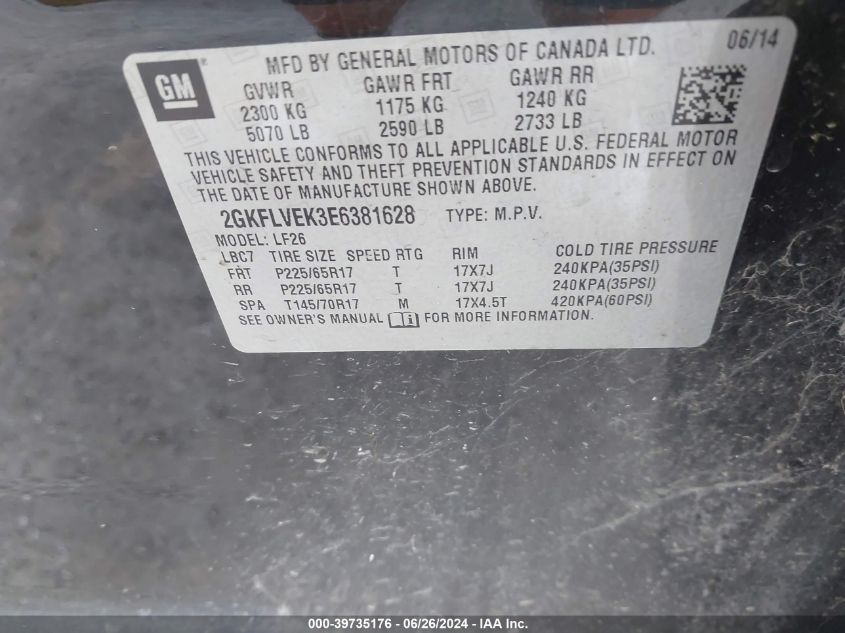 MFD BY GENERAL MOTORS OF CANADA LTD. 06/14
GM
GVWR GAWR FRT GAWR RR
2300 KG 1175 KG 1240 KG
5070 LB 2590 LB 2733 LB
THIS VEHICLE CONFORMS TO ALL APPLICABLE U.S. FEDERAL MOTOR
VEHICLE SAFETY AND THEFT PREVENTION STANDARDS IN EFFECT ON
THE DATE OF MANUFACTURE SHOWN ABOVE.
2GKFLVEK3E6381628 TYPE: M.P.V.
MODEL: LF26
LBC7 TIRE SIZE SPEED RTG RIM COLD TIRE PRESSURE
FRT P225/65R17 T 17X7J 240KPA(35PSI)
RR P225/65R17 T 17X7J 240KPA(35PSI)
SPA T145/70R17 M 17X4.5T 420KPA(60PSI)
SEE OWNER'S MANUAL FOR MORE INFORMATION.
000-39735176 - 06/26/2024 - IAA Inc.